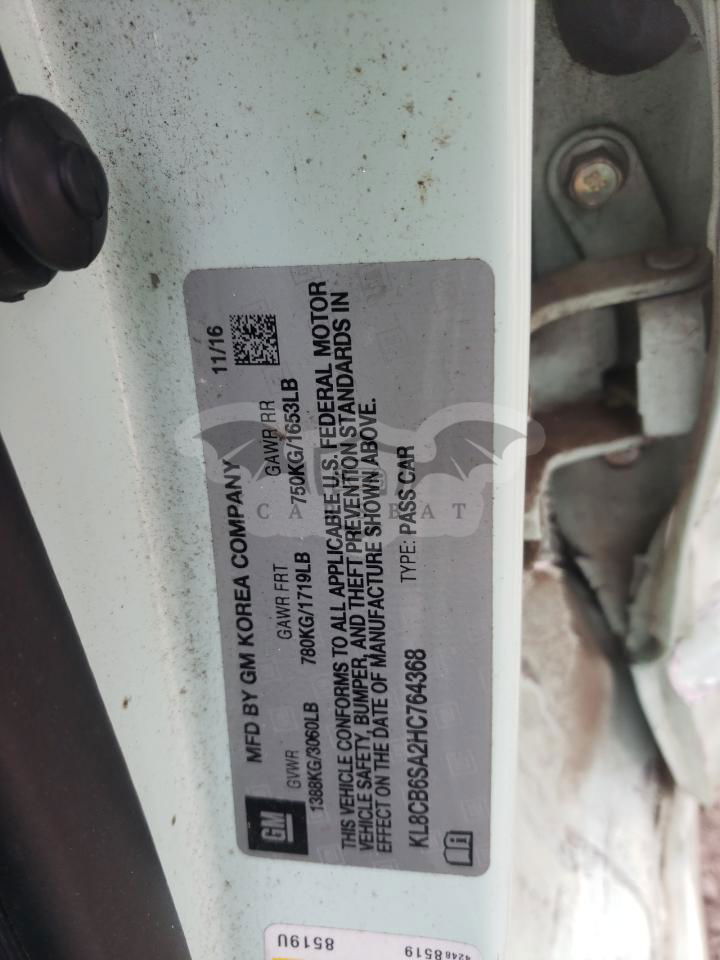 MFD BY GM KOREA COMPANY 11/16
GM
GVWR GAWR FRT GAWR RR
1388KG/3060LB 780KG/1719LB 750KG/1653LB
THIS VEHICLE CONFORMS TO ALL APPLICABLE U.S. FEDERAL MOTOR
VEHICLE SAFETY, BUMPER, AND THEFT PREVENTION STANDARDS IN
EFFECT ON THE DATE OF MANUFACTURE SHOWN ABOVE.
KL8CB6SA2HC764368 TYPE: PASS CAR
8519U
42488519